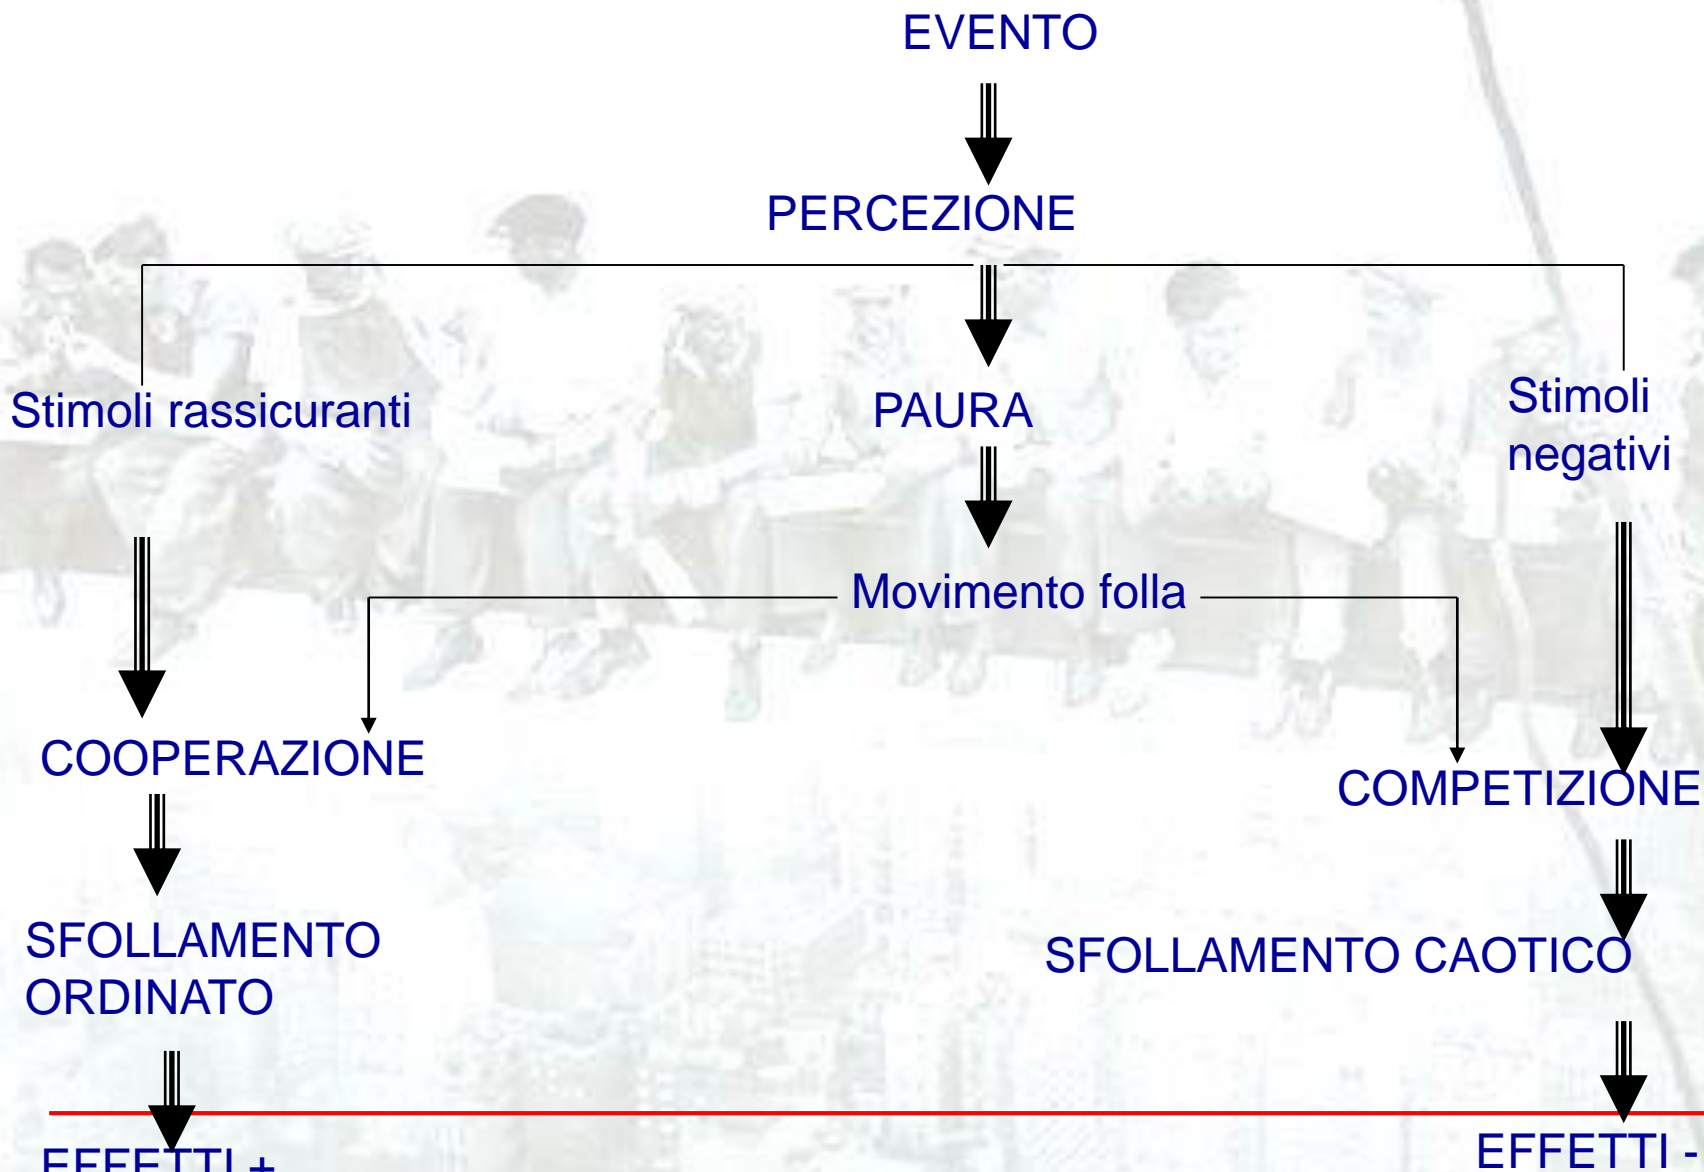 EVENTO
PERCEZIONE
Stimoli rassicuranti
PAURA
Stimoli
negativi
Movimento folla
COOPERAZIONE
COMPETIZIONE
SFOLLAMENTO
ORDINATO
SFOLLAMENTO CAOTICO
EFFETTI +
EFFETTI -